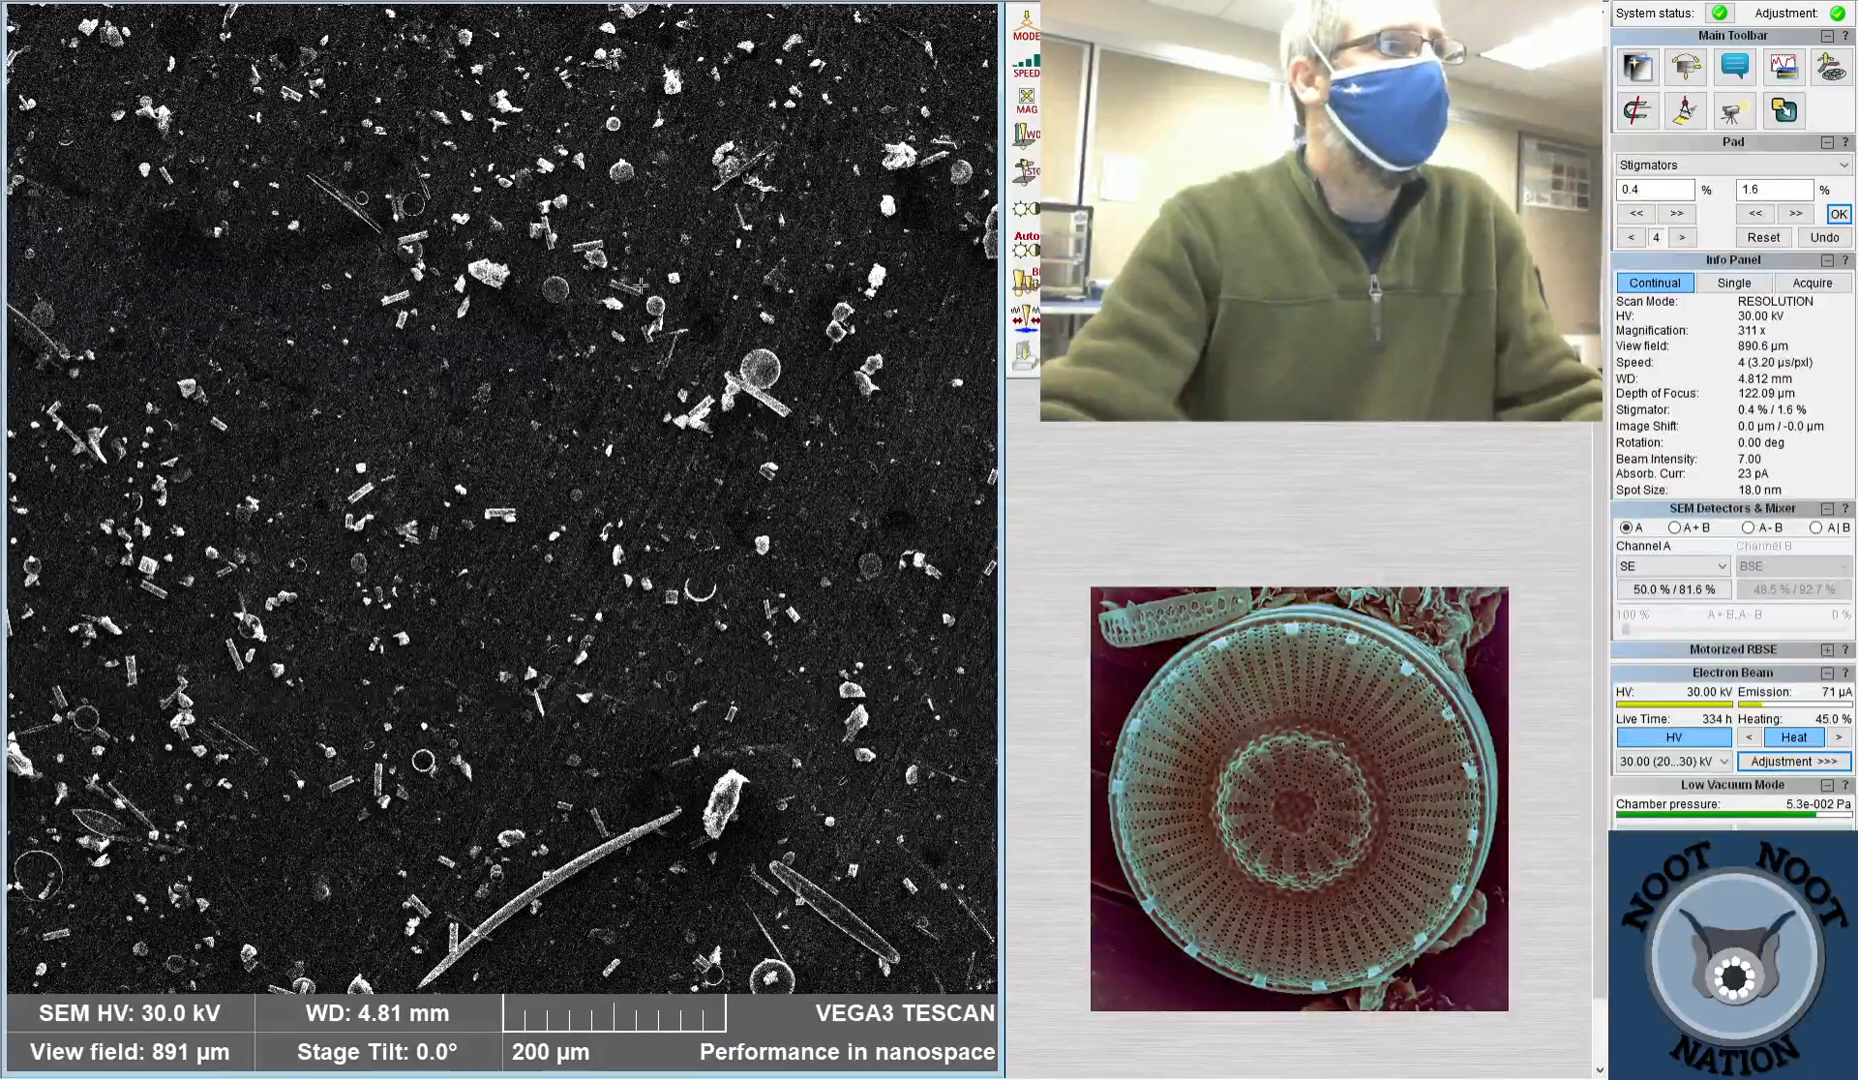 System status: Adjustment:
Main Toolbar − ?
MODE
SPEED
MAG
WD
Auto
Pad − ?
Stigmators
0.4 % 1.6 %
<< >> << >> OK
< 4 > Reset Undo
Info Panel − ?
Continual Single Acquire
Scan Mode: RESOLUTION
HV: 30.00 kV
Magnification: 311 x
View field: 890.6 µm
Speed: 4 (3.20 µs/pxl)
WD: 4.812 mm
Depth of Focus: 122.09 µm
Stigmator: 0.4 % / 1.6 %
Image Shift: 0.0 µm / -0.0 µm
Rotation: 0.00 deg
Beam Intensity: 7.00
Absorb. Curr: 23 pA
Spot Size: 18.0 nm
SEM Detectors & Mixer − ?
A A + B A - B A | B
Channel A Channel B
SE BSE
50.0 % / 81.6 % 48.5 % / 92.7 %
100 % A + B, A - B 0 %
Motorized RBSE + ?
Electron Beam − ?
HV: 30.00 kV Emission: 71 µA
Live Time: 334 h Heating: 45.0 %
HV < Heat >
30.00 (20...30) kV Adjustment >>>
Low Vacuum Mode − ?
Chamber pressure: 5.3e-002 Pa
NOOT NOOT
NATION
SEM HV: 30.0 kV WD: 4.81 mm VEGA3 TESCAN
View field: 891 µm Stage Tilt: 0.0° 200 µm Performance in nanospace